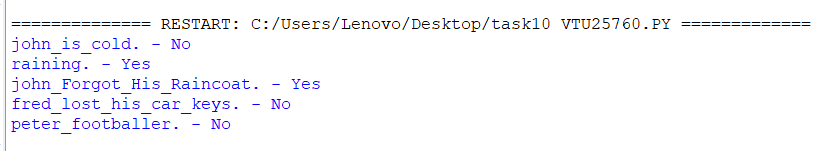 ============== RESTART: C:/Users/Lenovo/Desktop/task10 VTU25760.PY =============
john_is_cold. - No
raining. - Yes
john_Forgot_His_Raincoat. - Yes
fred_lost_his_car_keys. - No
peter_footballer. - No